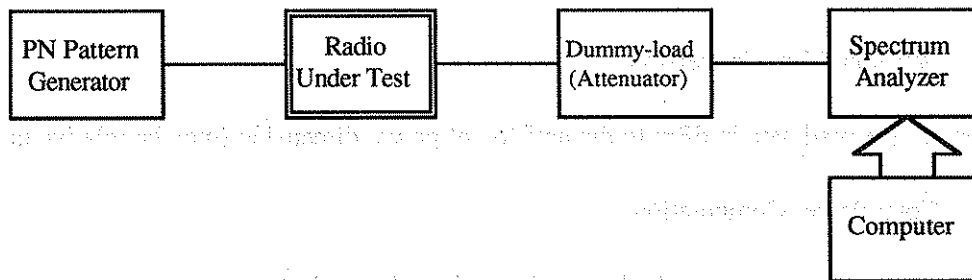 PN Pattern
Generator
Radio
Under Test
Dummy-load
(Attenuator)
Spectrum
Analyzer
Computer